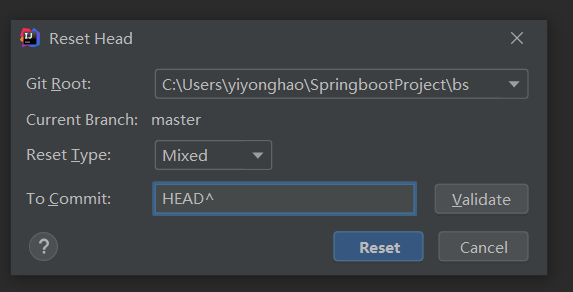 Reset Head
Git Root: C:\Users\yiyonghao\SpringbootProject\bs
Current Branch: master
Reset Type: Mixed
To Commit: HEAD^ Validate
? Reset Cancel